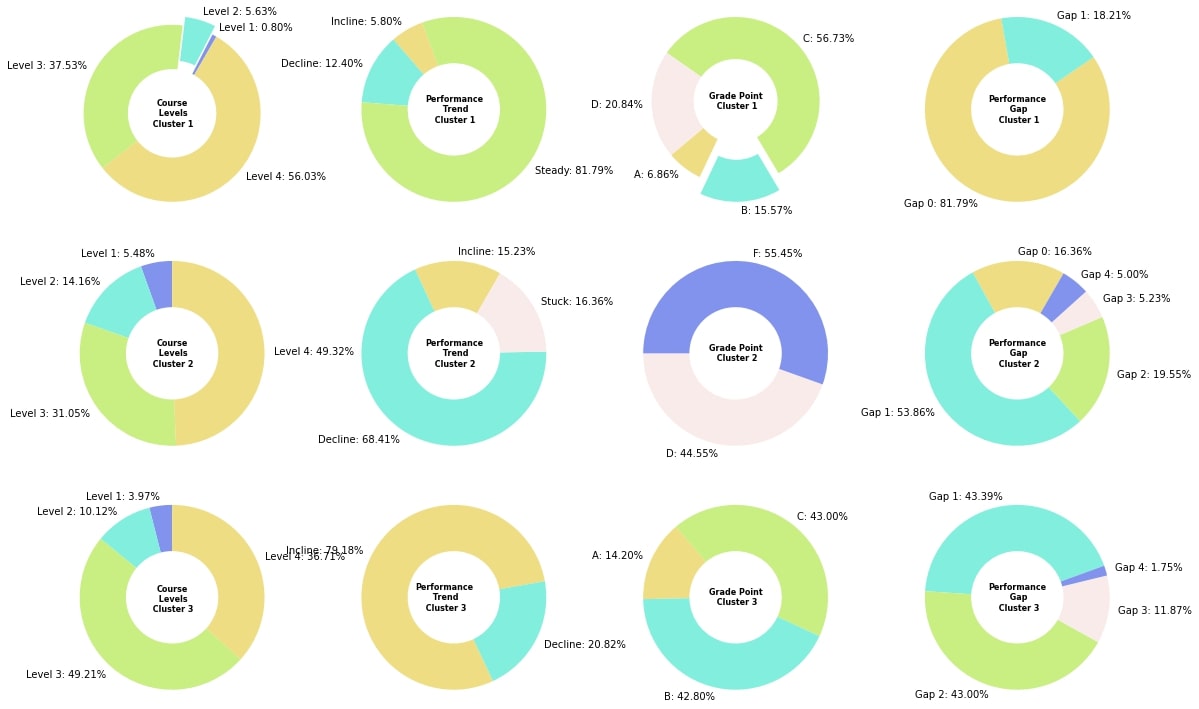 Level 2: 5.63%
Level 1: 0.80%
Level 3: 37.53%
Level 4: 56.03%
Course
Levels
Cluster 1
Incline: 5.80%
Decline: 12.40%
Steady: 81.79%
Performance
Trend
Cluster 1
C: 56.73%
D: 20.84%
A: 6.86%
B: 15.57%
Grade Point
Cluster 1
Gap 1: 18.21%
Gap 0: 81.79%
Performance
Gap
Cluster 1
Level 1: 5.48%
Level 2: 14.16%
Level 3: 31.05%
Level 4: 49.32%
Course
Levels
Cluster 2
Incline: 15.23%
Stuck: 16.36%
Decline: 68.41%
Performance
Trend
Cluster 2
F: 55.45%
D: 44.55%
Grade Point
Cluster 2
Gap 0: 16.36%
Gap 4: 5.00%
Gap 3: 5.23%
Gap 2: 19.55%
Gap 1: 53.86%
Performance
Gap
Cluster 2
Level 1: 3.97%
Level 2: 10.12%
Level 3: 49.21%
Level 4: 36.71%
Course
Levels
Cluster 3
Incline: 79.18%
Decline: 20.82%
Performance
Trend
Cluster 3
C: 43.00%
A: 14.20%
B: 42.80%
Grade Point
Cluster 3
Gap 1: 43.39%
Gap 4: 1.75%
Gap 3: 11.87%
Gap 2: 43.00%
Performance
Gap
Cluster 3